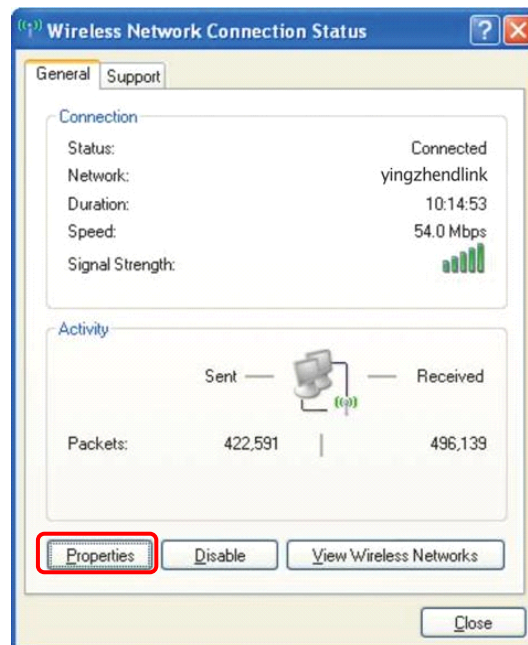 Wireless Network Connection Status
General Support
Connection
Status: Connected
Network: yingzhendlink
Duration: 10:14:53
Speed: 54.0 Mbps
Signal Strength:
Activity
Sent — — Received
Packets: 422,591 | 496,139
Properties Disable View Wireless Networks
Close